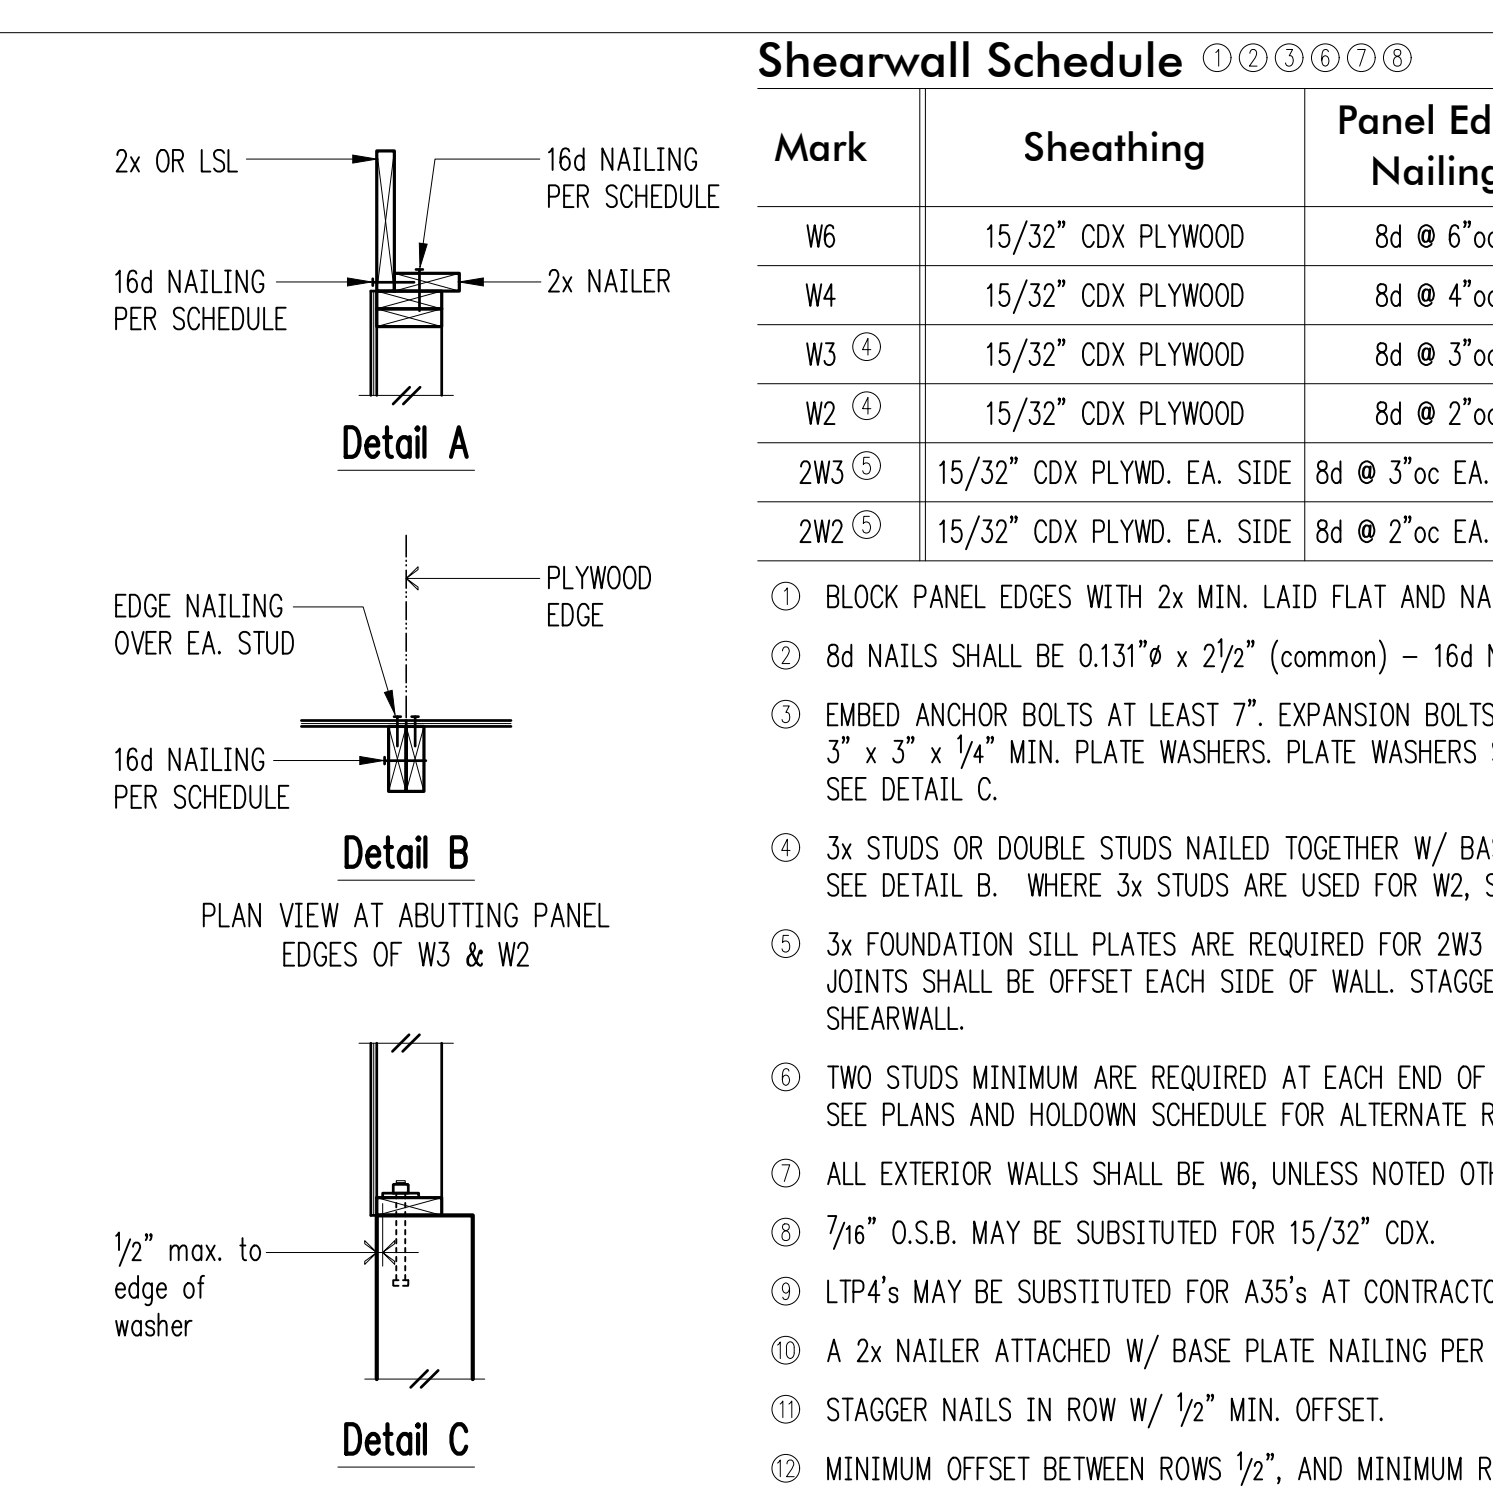 2x OR LSL
16d NAILING
PER SCHEDULE
16d NAILING
PER SCHEDULE
2x NAILER
Detail A
PLYWOOD
EDGE
EDGE NAILING
OVER EA. STUD
16d NAILING
PER SCHEDULE
Detail B
PLAN VIEW AT ABUTTING PANEL
EDGES OF W3 & W2
1/2" max. to
edge of
washer
Detail C
Shearwall Schedule ① ② ③ ⑥ ⑦ ⑧
Mark Sheathing Panel Ed
Nailing
W6 15/32" CDX PLYWOOD 8d @ 6"oc
W4 15/32" CDX PLYWOOD 8d @ 4"oc
W3 ④ 15/32" CDX PLYWOOD 8d @ 3"oc
W2 ④ 15/32" CDX PLYWOOD 8d @ 2"oc
2W3 ⑤ 15/32" CDX PLYWD. EA. SIDE 8d @ 3"oc EA.
2W2 ⑤ 15/32" CDX PLYWD. EA. SIDE 8d @ 2"oc EA.
① BLOCK PANEL EDGES WITH 2x MIN. LAID FLAT AND NA
② 8d NAILS SHALL BE 0.131"ø x 2 1/2" (common) – 16d
③ EMBED ANCHOR BOLTS AT LEAST 7". EXPANSION BOLTS
3" x 3" x 1/4" MIN. PLATE WASHERS. PLATE WASHERS
SEE DETAIL C.
④ 3x STUDS OR DOUBLE STUDS NAILED TOGETHER W/ BAS
SEE DETAIL B. WHERE 3x STUDS ARE USED FOR W2, S
⑤ 3x FOUNDATION SILL PLATES ARE REQUIRED FOR 2W3
JOINTS SHALL BE OFFSET EACH SIDE OF WALL. STAGGE
SHEARWALL.
⑥ TWO STUDS MINIMUM ARE REQUIRED AT EACH END OF
SEE PLANS AND HOLDOWN SCHEDULE FOR ALTERNATE R
⑦ ALL EXTERIOR WALLS SHALL BE W6, UNLESS NOTED OTH
⑧ 7/16" O.S.B. MAY BE SUBSITUTED FOR 15/32" CDX.
⑨ LTP4's MAY BE SUBSTITUTED FOR A35's AT CONTRACTO
⑩ A 2x NAILER ATTACHED W/ BASE PLATE NAILING PER
⑪ STAGGER NAILS IN ROW W/ 1/2" MIN. OFFSET.
⑫ MINIMUM OFFSET BETWEEN ROWS 1/2", AND MINIMUM R